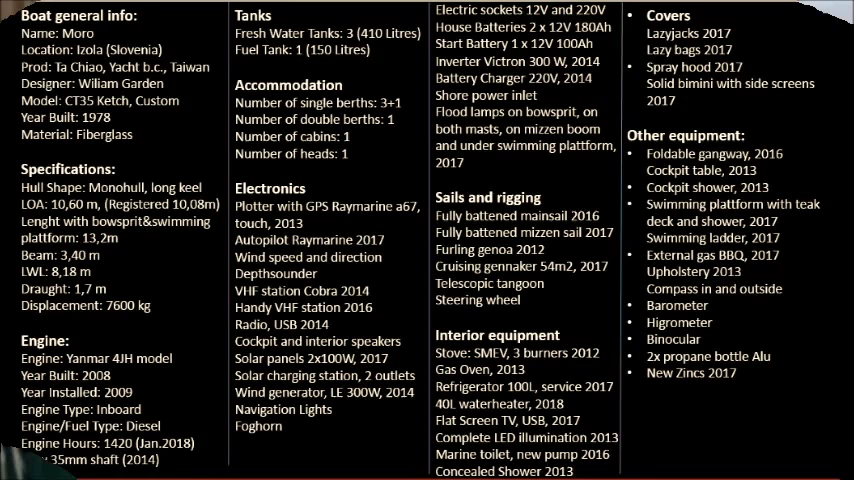 Boat general info:
Name: Moro
Location: Izola (Slovenia)
Prod: Ta Chiao, Yacht b.c., Taiwan
Designer: Wiliam Garden
Model: CT35 Ketch, Custom
Year Built: 1978
Material: Fiberglass
Specifications:
Hull Shape: Monohull, long keel
LOA: 10,60 m, (Registered 10,08m)
Lenght with bowsprit&swimming
plattform: 13,2m
Beam: 3,40 m
LWL: 8,18 m
Draught: 1,7 m
Displacement: 7600 kg
Engine:
Engine: Yanmar 4JH model
Year Built: 2008
Year Installed: 2009
Engine Type: Inboard
Engine/Fuel Type: Diesel
Engine Hours: 1420 (Jan.2018)
35mm shaft (2014)
Tanks
Fresh Water Tanks: 3 (410 Litres)
Fuel Tank: 1 (150 Litres)
Accommodation
Number of single berths: 3+1
Number of double berths: 1
Number of cabins: 1
Number of heads: 1
Electronics
Plotter with GPS Raymarine a67,
touch, 2013
Autopilot Raymarine 2017
Wind speed and direction
Depthsounder
VHF station Cobra 2014
Handy VHF station 2016
Radio, USB 2014
Cockpit and interior speakers
Solar panels 2x100W, 2017
Solar charging station, 2 outlets
Wind generator, LE 300W, 2014
Navigation Lights
Foghorn
Electric sockets 12V and 220V
House Batteries 2 x 12V 180Ah
Start Battery 1 x 12V 100Ah
Inverter Victron 300 W, 2014
Battery Charger 220V, 2014
Shore power inlet
Flood lamps on bowsprit, on
both masts, on mizzen boom
and under swimming plattform,
2017
Sails and rigging
Fully battened mainsail 2016
Fully battened mizzen sail 2017
Furling genoa 2012
Cruising gennaker 54m2, 2017
Telescopic tangoon
Steering wheel
Interior equipment
Stove: SMEV, 3 burners 2012
Gas Oven, 2013
Refrigerator 100L, service 2017
40L waterheater, 2018
Flat Screen TV, USB, 2017
Complete LED illumination 2013
Marine toilet, new pump 2016
Concealed Shower 2013
• Covers
Lazyjacks 2017
Lazy bags 2017
• Spray hood 2017
Solid bimini with side screens
2017
Other equipment:
• Foldable gangway, 2016
Cockpit table, 2013
• Cockpit shower, 2013
• Swimming plattform with teak
deck and shower, 2017
Swimming ladder, 2017
• External gas BBQ, 2017
Upholstery 2013
Compass in and outside
• Barometer
• Higrometer
• Binocular
• 2x propane bottle Alu
• New Zincs 2017